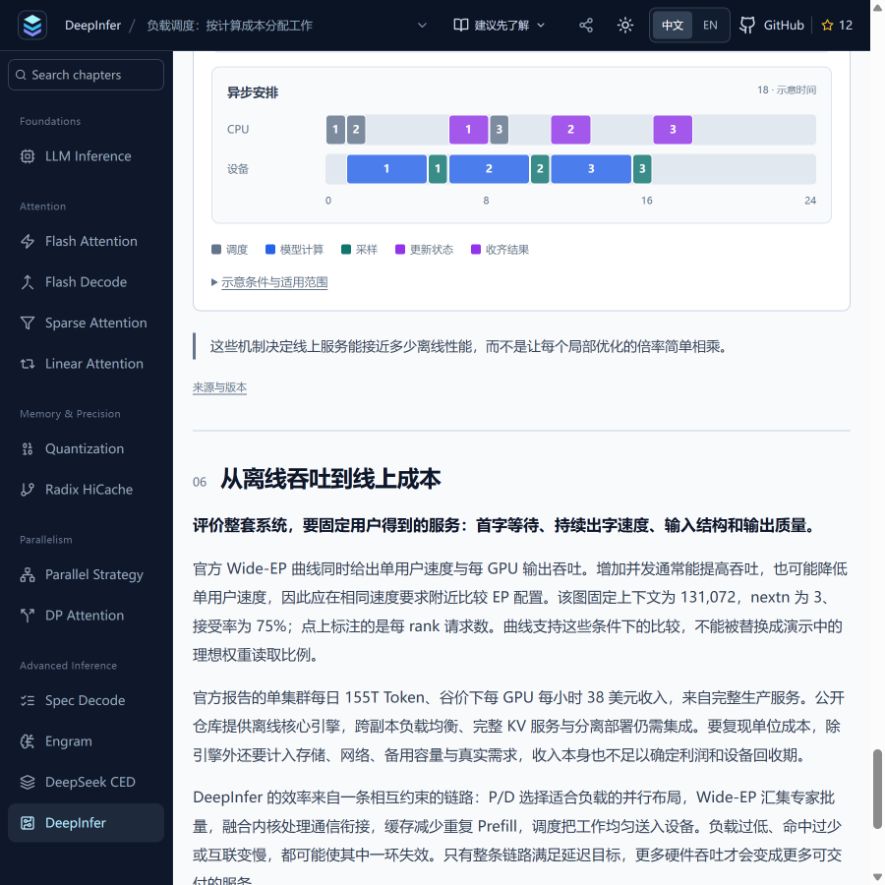 DeepInfer / 负载调度：按计算成本分配工作
建议先了解
中文 EN
GitHub
12
Search chapters
Foundations
LLM Inference
Attention
Flash Attention
Flash Decode
Sparse Attention
Linear Attention
Memory & Precision
Quantization
Radix HiCache
Parallelism
Parallel Strategy
DP Attention
Advanced Inference
Spec Decode
Engram
DeepSeek CED
DeepInfer
异步安排
18 · 示意时间
CPU
1 2 1 3 2 3
设备
1 1 2 2 3 3
0 8 16 24
调度 模型计算 采样 更新状态 收齐结果
示意条件与适用范围
这些机制决定线上服务能接近多少离线性能，而不是让每个局部优化的倍率简单相乘。
来源与版本
06 从离线吞吐到线上成本
评价整套系统，要固定用户得到的服务：首字等待、持续出字速度、输入结构和输出质量。
官方 Wide-EP 曲线同时给出单用户速度与每 GPU 输出吞吐。增加并发通常能提高吞吐，也可能降低
单用户速度，因此应在相同速度要求附近比较 EP 配置。该图固定上下文为 131,072，nextn 为 3、
接受率为 75%；点上标注的是每 rank 请求数。曲线支持这些条件下的比较，不能被替换成演示中的
理想权重读取比例。
官方报告的单集群每日 155T Token、谷价下每 GPU 每小时 38 美元收入，来自完整生产服务。公开
仓库提供离线核心引擎，跨副本负载均衡、完整 KV 服务与分离部署仍需集成。要复现单位成本，除
引擎外还要计入存储、网络、备用容量与真实需求，收入本身也不足以确定利润和设备回收期。
DeepInfer 的效率来自一条相互约束的链路：P/D 选择适合负载的并行布局，Wide-EP 汇集专家批
量，融合内核处理通信衔接，缓存减少重复 Prefill，调度把工作均匀送入设备。负载过低、命中过少
或互联变慢，都可能使其中一环失效。只有整条链路满足延迟目标，更多硬件吞吐才会变成更多可交
付的服务。